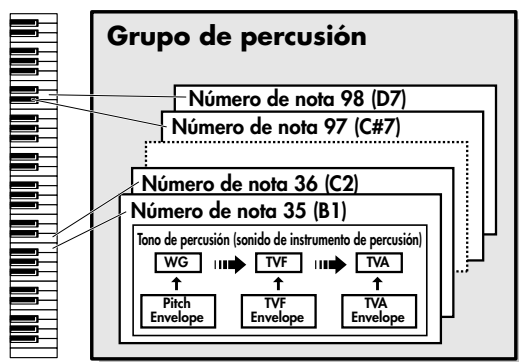 Grupo de percusión
Número de nota 98 (D7)
Número de nota 97 (C#7)
Número de nota 36 (C2)
Número de nota 35 (B1)
Tono de percusión (sonido de instrumento de percusión)
WG TVF TVA
Pitch Envelope TVF Envelope TVA Envelope